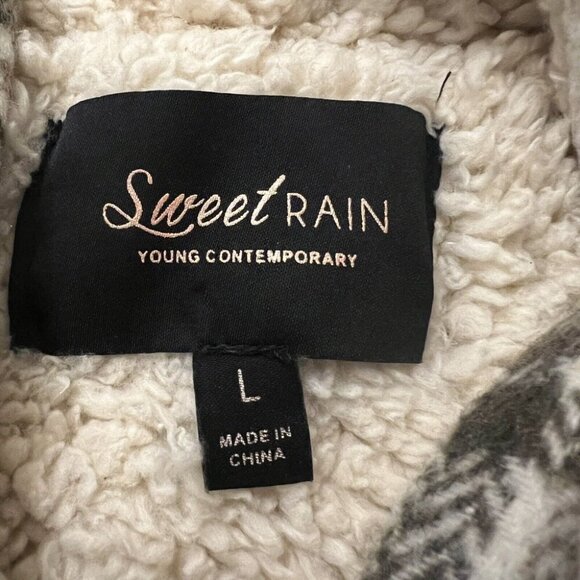 Sweet RAIN
YOUNG CONTEMPORARY
L
MADE IN
CHINA